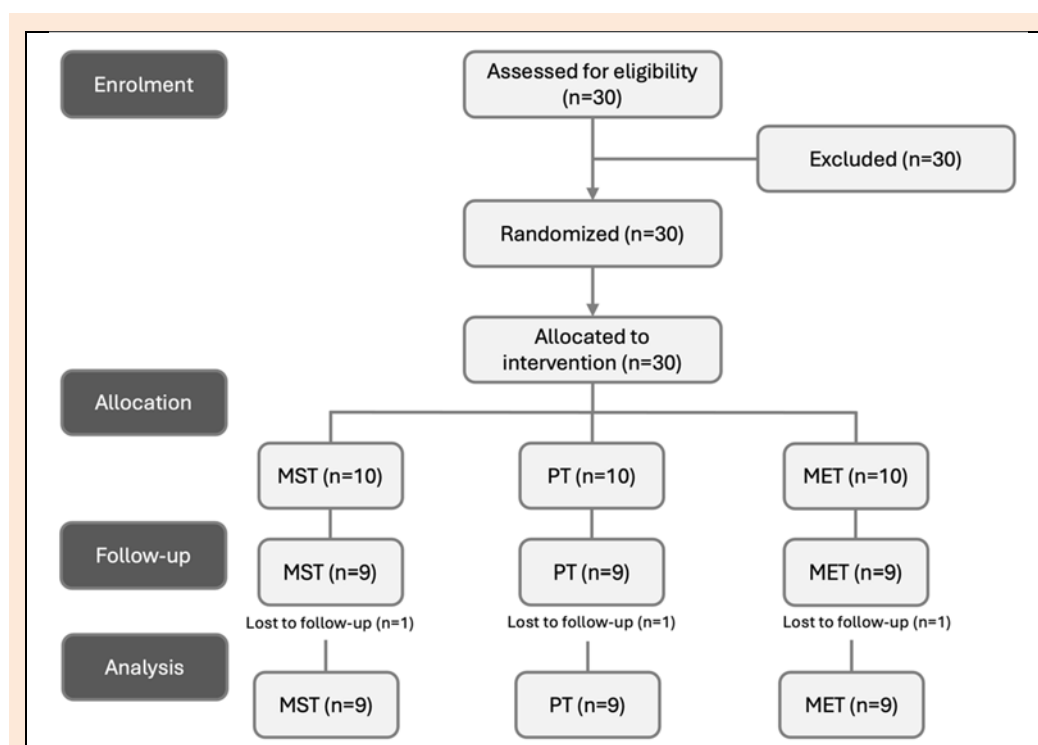 Enrolment
Assessed for eligibility
(n=30)
Excluded (n=30)
Randomized (n=30)
Allocated to
intervention (n=30)
Allocation
MST (n=10)
PT (n=10)
MET (n=10)
Follow-up
MST (n=9)
PT (n=9)
MET (n=9)
Lost to follow-up (n=1)
Lost to follow-up (n=1)
Lost to follow-up (n=1)
Analysis
MST (n=9)
PT (n=9)
MET (n=9)